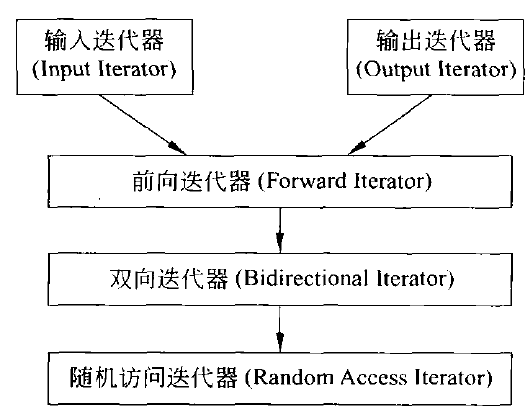 输入迭代器
(Input Iterator)
输出迭代器
(Output Iterator)
前向迭代器 (Forward Iterator)
双向迭代器 (Bidirectional Iterator)
随机访问迭代器 (Random Access Iterator)